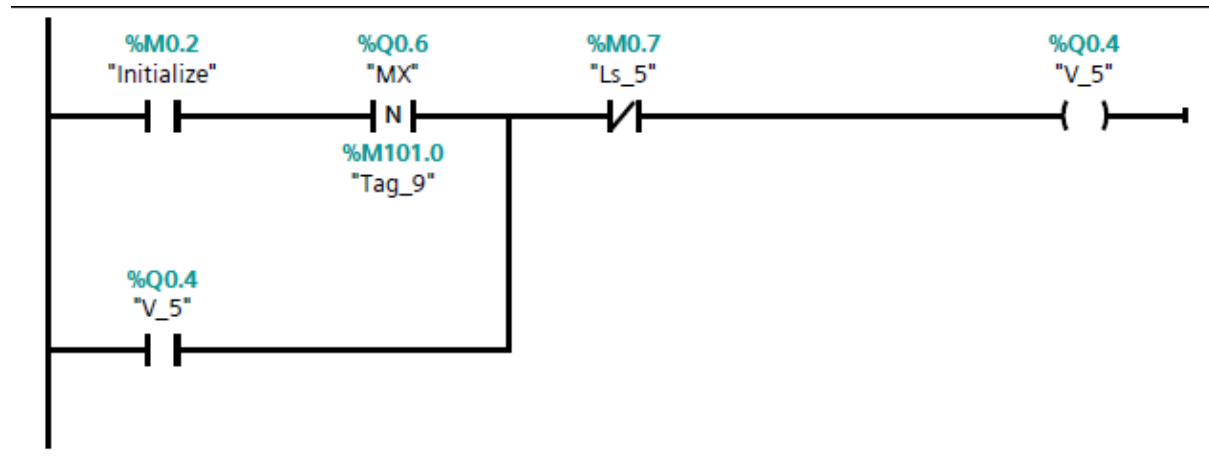 %M0.2 %Q0.6 %M0.7 %Q0.4
"Initialize" "MX" "Ls_5" "V_5"
N
%M101.0
"Tag_9"
%Q0.4
"V_5"